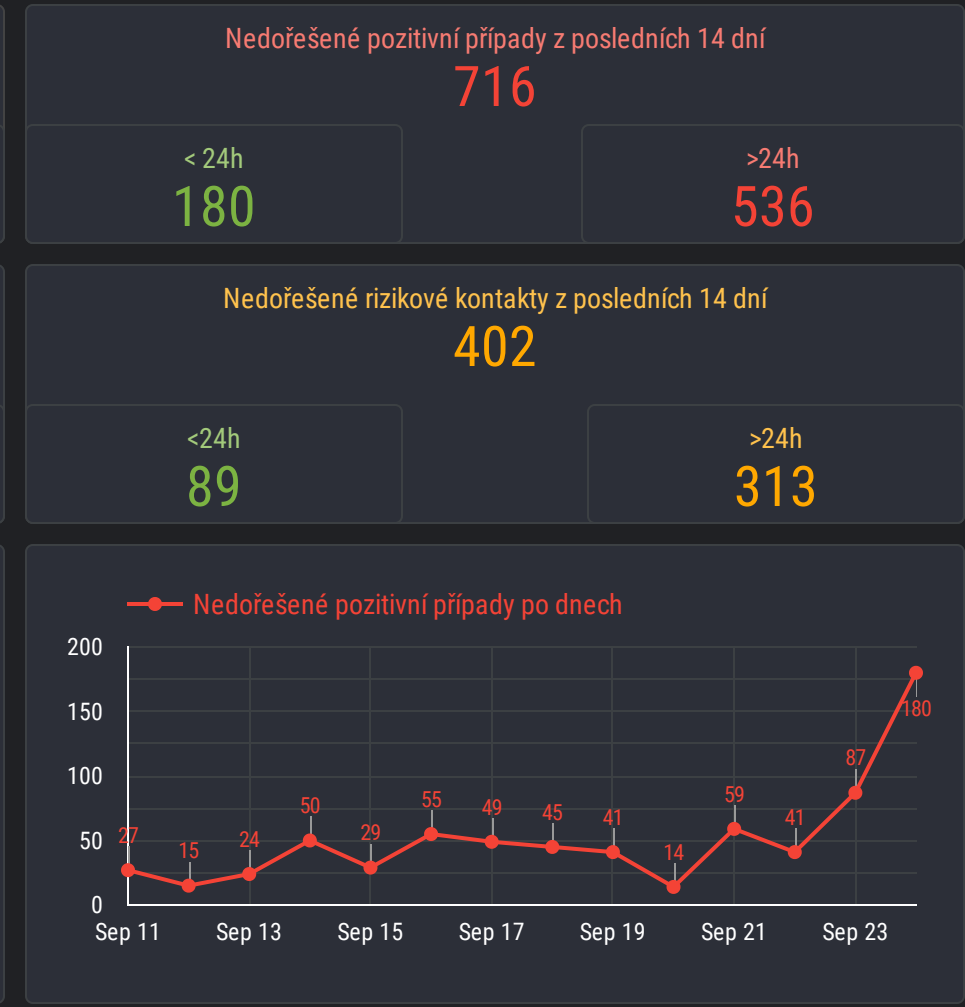 Nedořešené pozitivní případy z posledních 14 dní
716
< 24h
>24h
180
536
Nedořešené rizikové kontakty z posledních 14 dní
402
<24h
>24h
89
313
Nedořešené pozitivní případy po dnech
200
150
100
50
0
27
15
24
50
29
55
49
45
41
14
59
41
87
180
Sep 11
Sep 13
Sep 15
Sep 17
Sep 19
Sep 21
Sep 23